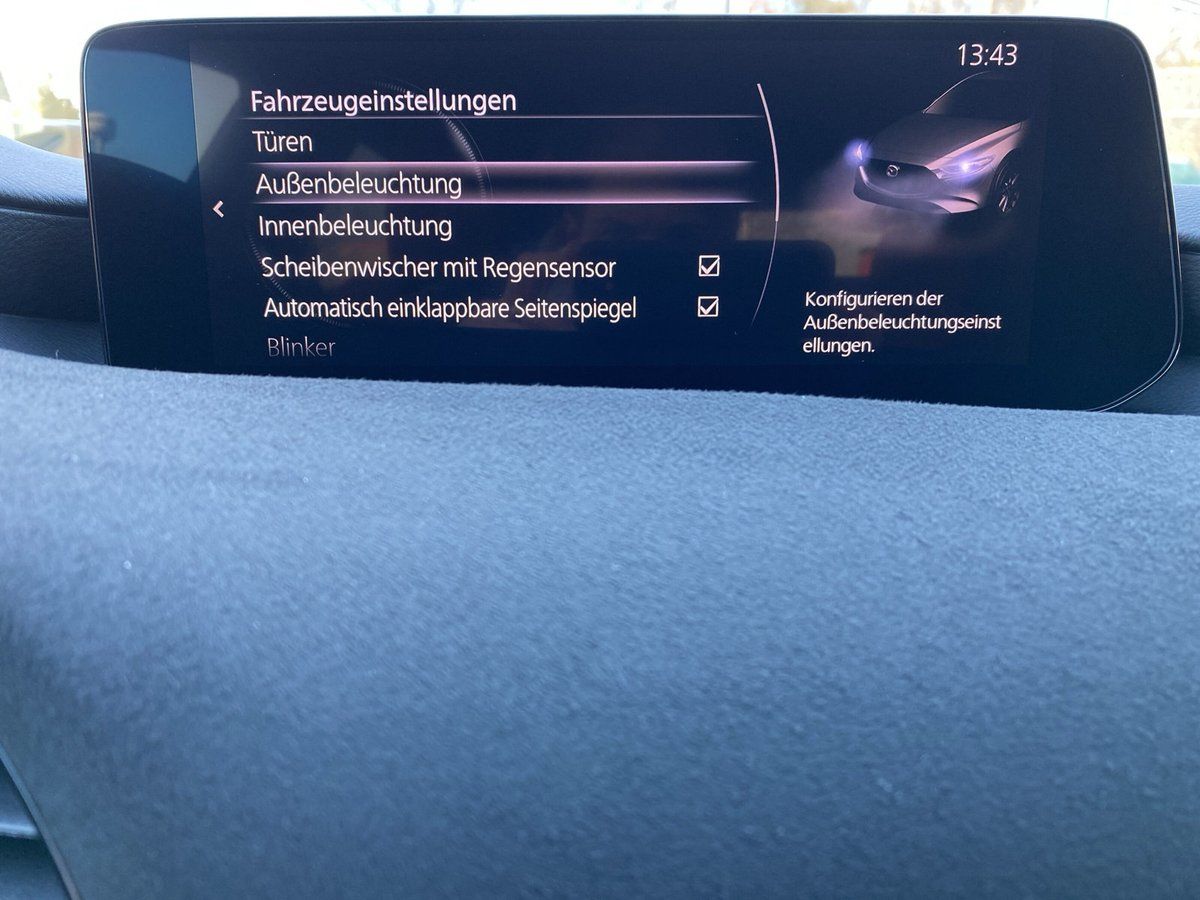 13:43
Fahrzeugeinstellungen
Türen
Außenbeleuchtung
Innenbeleuchtung
Scheibenwischer mit Regensensor
Automatisch einklappbare Seitenspiegel
Blinker
Konfigurieren der
Außenbeleuchtungseinst
ellungen.